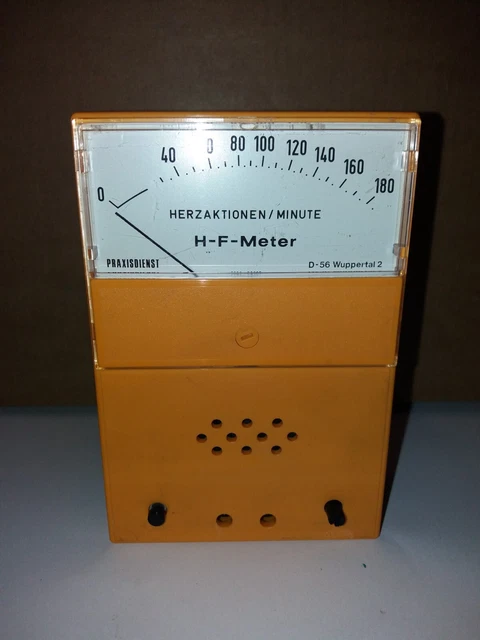 0 40 0 80 100 120 140 160 180
HERZAKTIONEN/MINUTE
H-F-Meter
PRAXISDIENST
D-56 Wuppertal 2